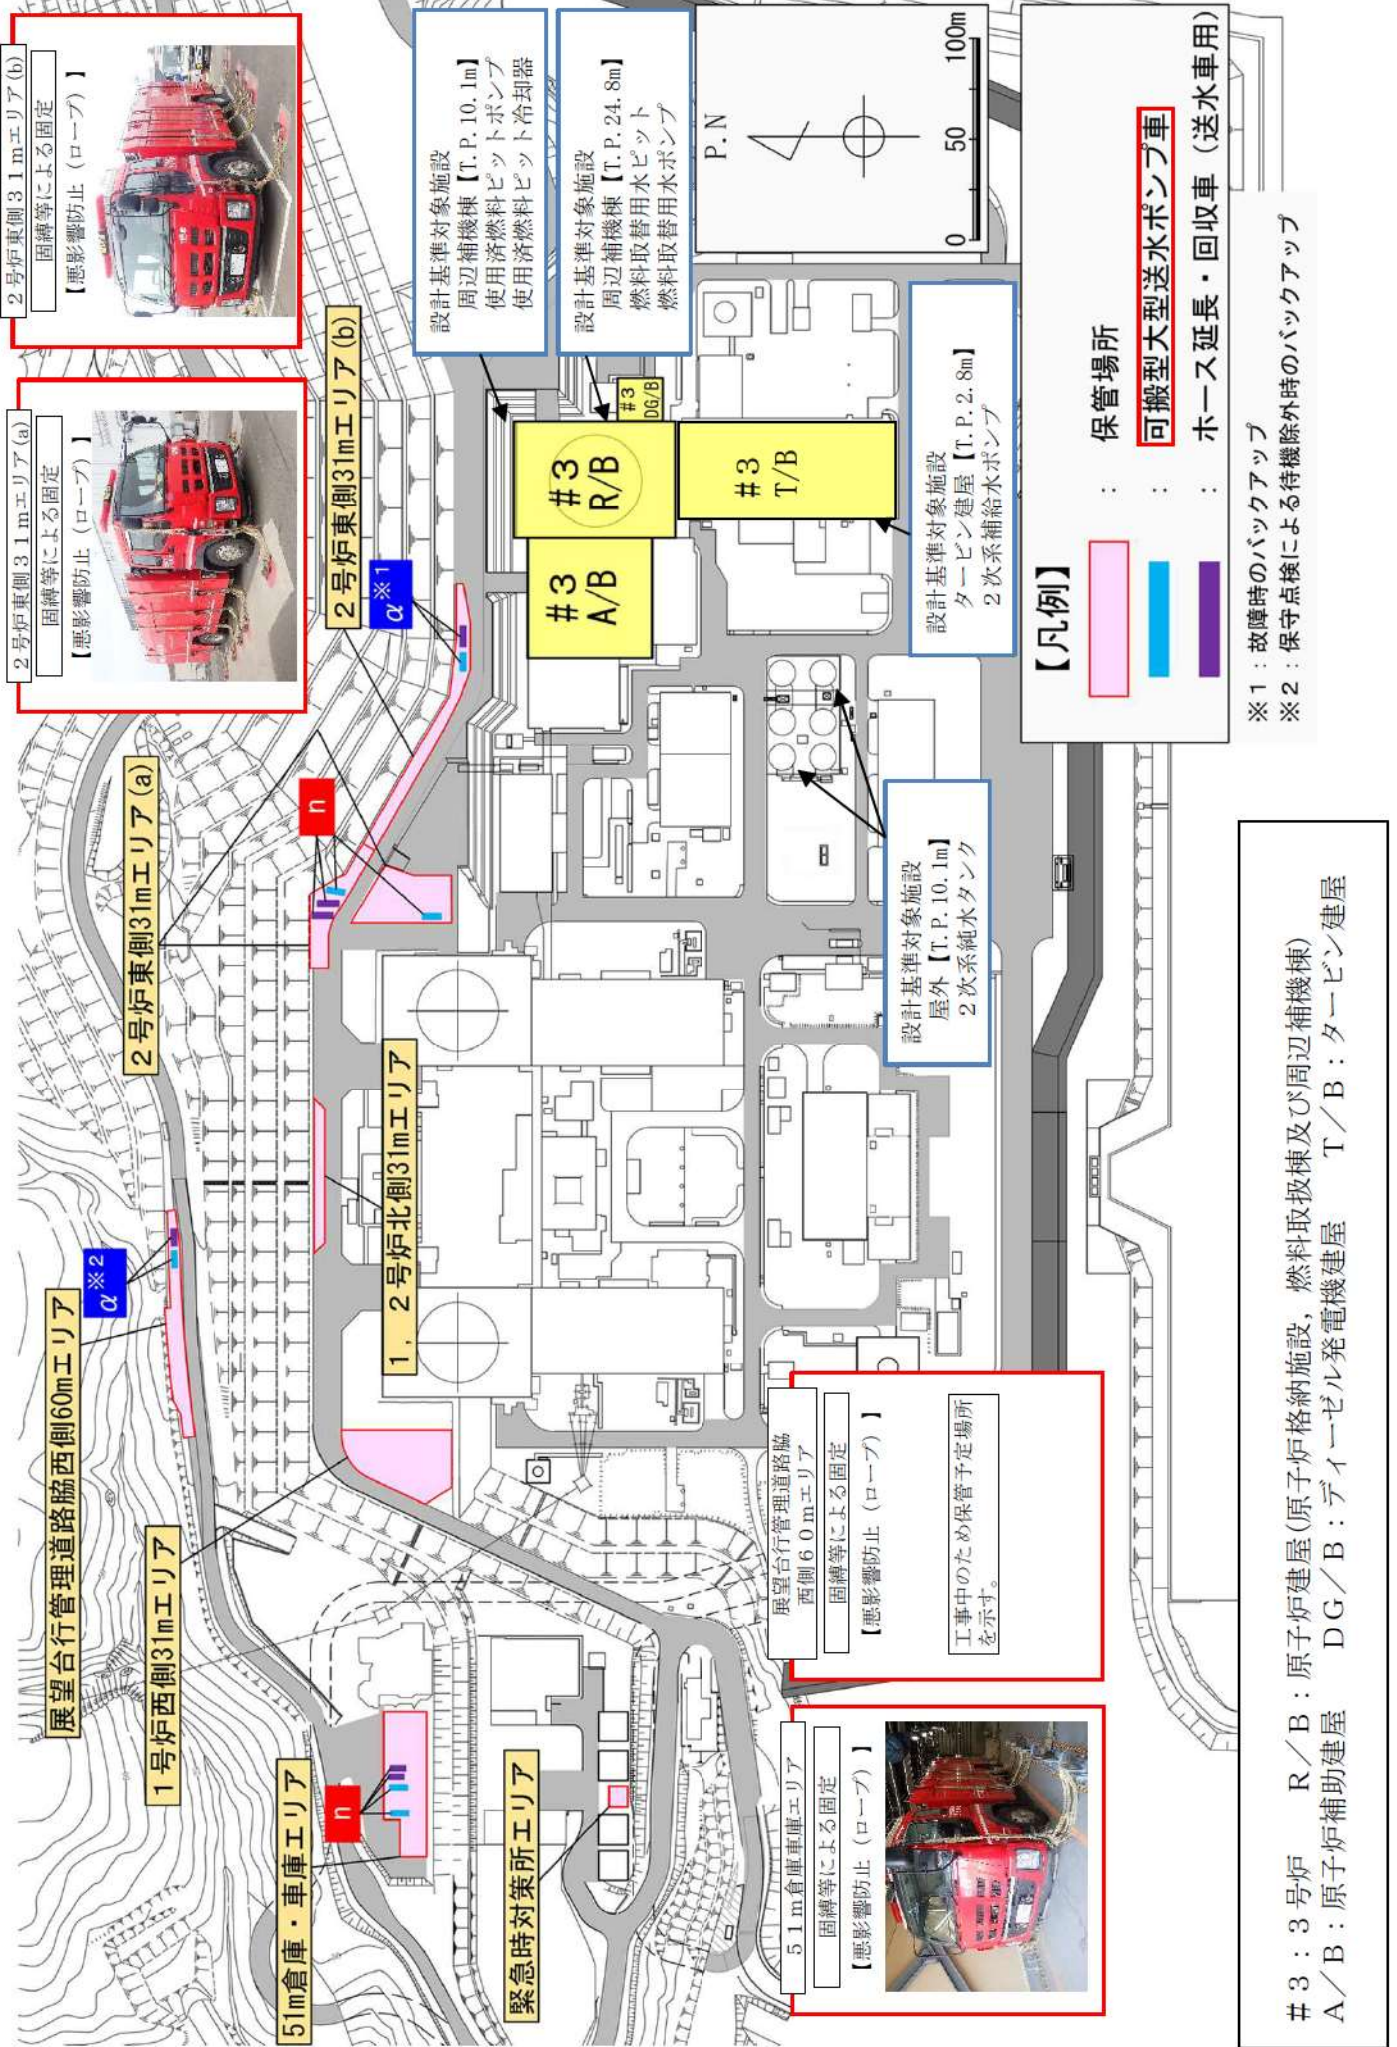 2号炉東側31mエリア(a)
固縛等による固定
【悪影響防止（ロープ）】
2号炉東側31mエリア(b)
固縛等による固定
【悪影響防止（ロープ）】
展望台行管理道路脇西側60mエリア
α※2
1号炉西側31mエリア
51m倉庫・車庫エリア
n
緊急時対策所エリア
2号炉東側31mエリア(a)
n
1，2号炉北側31mエリア
2号炉東側31mエリア(b)
α※1
設計基準対象施設
周辺補機棟【T.P.10.1m】
使用済燃料ピットポンプ
使用済燃料ピット冷却器
設計基準対象施設
周辺補機棟【T.P.24.8m】
燃料取替用水ピット
燃料取替用水ポンプ
#3
R/B
#3
A/B
#3
DG/B
#3
T/B
P.N
0
50
100m
設計基準対象施設
タービン建屋【T.P.2.8m】
2次系補給水ポンプ
設計基準対象施設
屋外【T.P.10.1m】
2次系純水タンク
51m倉庫車庫エリア
固縛等による固定
【悪影響防止（ロープ）】
展望台行管理道路脇
西側60mエリア
固縛等による固定
【悪影響防止（ロープ）】
工事中のため保管予定場所
を示す。
【凡例】
：保管場所
：可搬型大型送水ポンプ車
：ホース延長・回収車（送水車用）
※1：故障時のバックアップ
※2：保守点検による待機除外時のバックアップ
#3：3号炉 R／B：原子炉建屋(原子炉格納施設，燃料取扱棟及び周辺補機棟)
A／B：原子炉補助建屋 DG／B：ディーゼル発電機建屋 T／B：タービン建屋